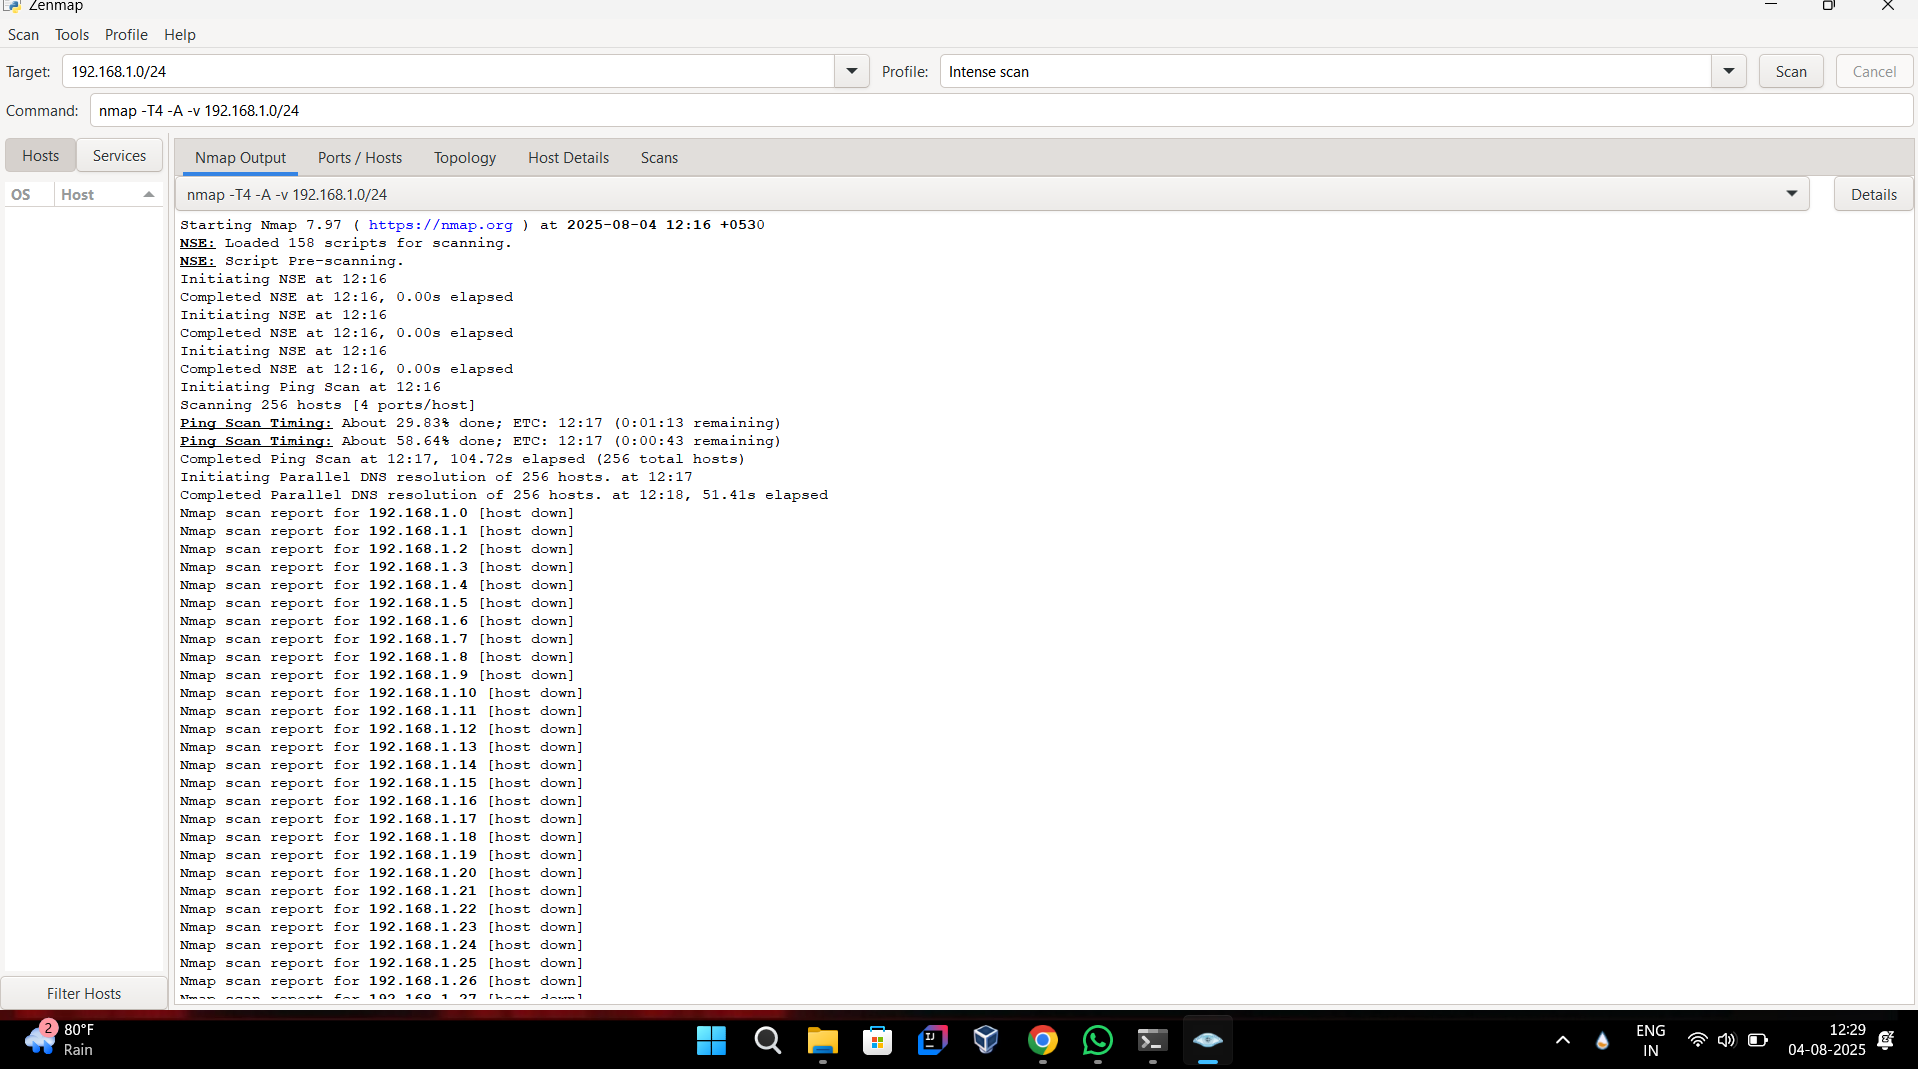 Zenmap
Scan Tools Profile Help
Target: 192.168.1.0/24 Profile: Intense scan Scan Cancel
Command: nmap -T4 -A -v 192.168.1.0/24
Hosts Services
Nmap Output Ports / Hosts Topology Host Details Scans
OS Host
nmap -T4 -A -v 192.168.1.0/24 Details
Starting Nmap 7.97 ( https://nmap.org ) at 2025-08-04 12:16 +0530
NSE: Loaded 158 scripts for scanning.
NSE: Script Pre-scanning.
Initiating NSE at 12:16
Completed NSE at 12:16, 0.00s elapsed
Initiating NSE at 12:16
Completed NSE at 12:16, 0.00s elapsed
Initiating NSE at 12:16
Completed NSE at 12:16, 0.00s elapsed
Initiating Ping Scan at 12:16
Scanning 256 hosts [4 ports/host]
Ping Scan Timing: About 29.83% done; ETC: 12:17 (0:01:13 remaining)
Ping Scan Timing: About 58.64% done; ETC: 12:17 (0:00:43 remaining)
Completed Ping Scan at 12:17, 104.72s elapsed (256 total hosts)
Initiating Parallel DNS resolution of 256 hosts. at 12:17
Completed Parallel DNS resolution of 256 hosts. at 12:18, 51.41s elapsed
Nmap scan report for 192.168.1.0 [host down]
Nmap scan report for 192.168.1.1 [host down]
Nmap scan report for 192.168.1.2 [host down]
Nmap scan report for 192.168.1.3 [host down]
Nmap scan report for 192.168.1.4 [host down]
Nmap scan report for 192.168.1.5 [host down]
Nmap scan report for 192.168.1.6 [host down]
Nmap scan report for 192.168.1.7 [host down]
Nmap scan report for 192.168.1.8 [host down]
Nmap scan report for 192.168.1.9 [host down]
Nmap scan report for 192.168.1.10 [host down]
Nmap scan report for 192.168.1.11 [host down]
Nmap scan report for 192.168.1.12 [host down]
Nmap scan report for 192.168.1.13 [host down]
Nmap scan report for 192.168.1.14 [host down]
Nmap scan report for 192.168.1.15 [host down]
Nmap scan report for 192.168.1.16 [host down]
Nmap scan report for 192.168.1.17 [host down]
Nmap scan report for 192.168.1.18 [host down]
Nmap scan report for 192.168.1.19 [host down]
Nmap scan report for 192.168.1.20 [host down]
Nmap scan report for 192.168.1.21 [host down]
Nmap scan report for 192.168.1.22 [host down]
Nmap scan report for 192.168.1.23 [host down]
Nmap scan report for 192.168.1.24 [host down]
Nmap scan report for 192.168.1.25 [host down]
Nmap scan report for 192.168.1.26 [host down]
Nmap scan report for 192.168.1.27 [host down]
Filter Hosts
2
80°F
Rain
IJ
ENG
IN
12:29
04-08-2025